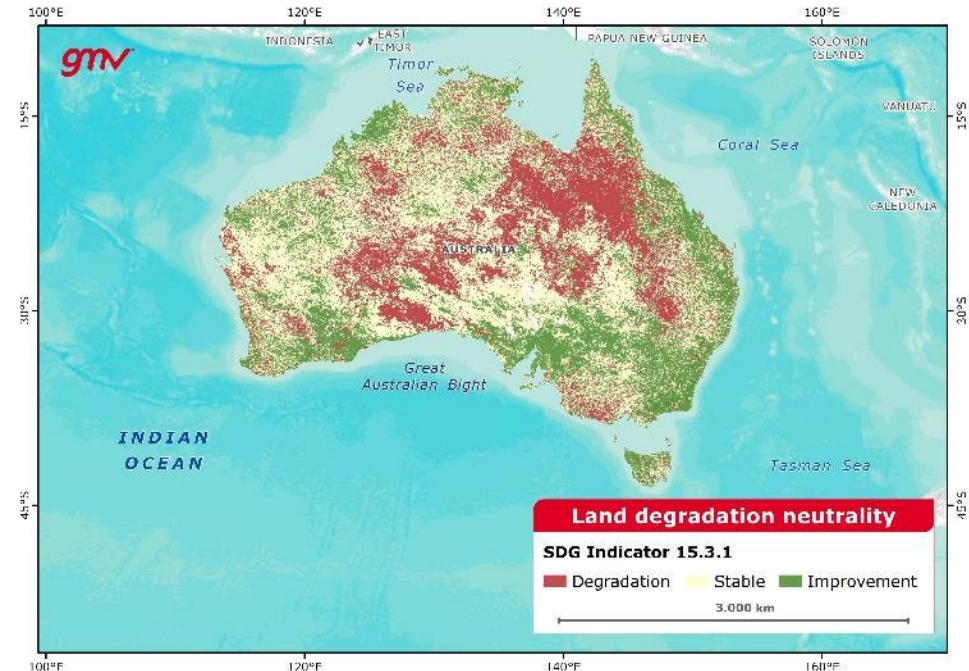 100°E 120°E 140°E 160°E
gmv
INDONESIA
EAST
TIMOR
PAPUA NEW GUINEA
SOLOMON
ISLANDS
Timor
Sea
15°S 15°S
VANUATU
Coral Sea
NEW
CALEDONIA
AUSTRALIA
30°S 30°S
Great
Australian Bight
INDIAN
OCEAN
Tasman Sea
45°S 45°S
Land degradation neutrality
SDG Indicator 15.3.1
Degradation Stable Improvement
3.000 km
100°E 120°E 140°E 160°E